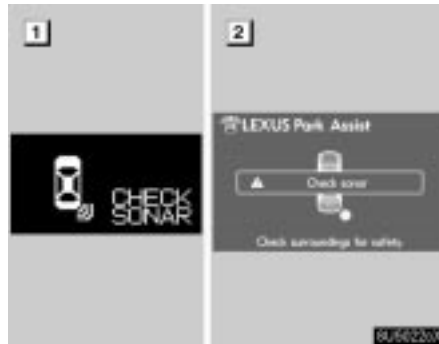 1
CHECK
SONAR
2
LEXUS Park Assist
Check sonar
Check surroundings for safety.